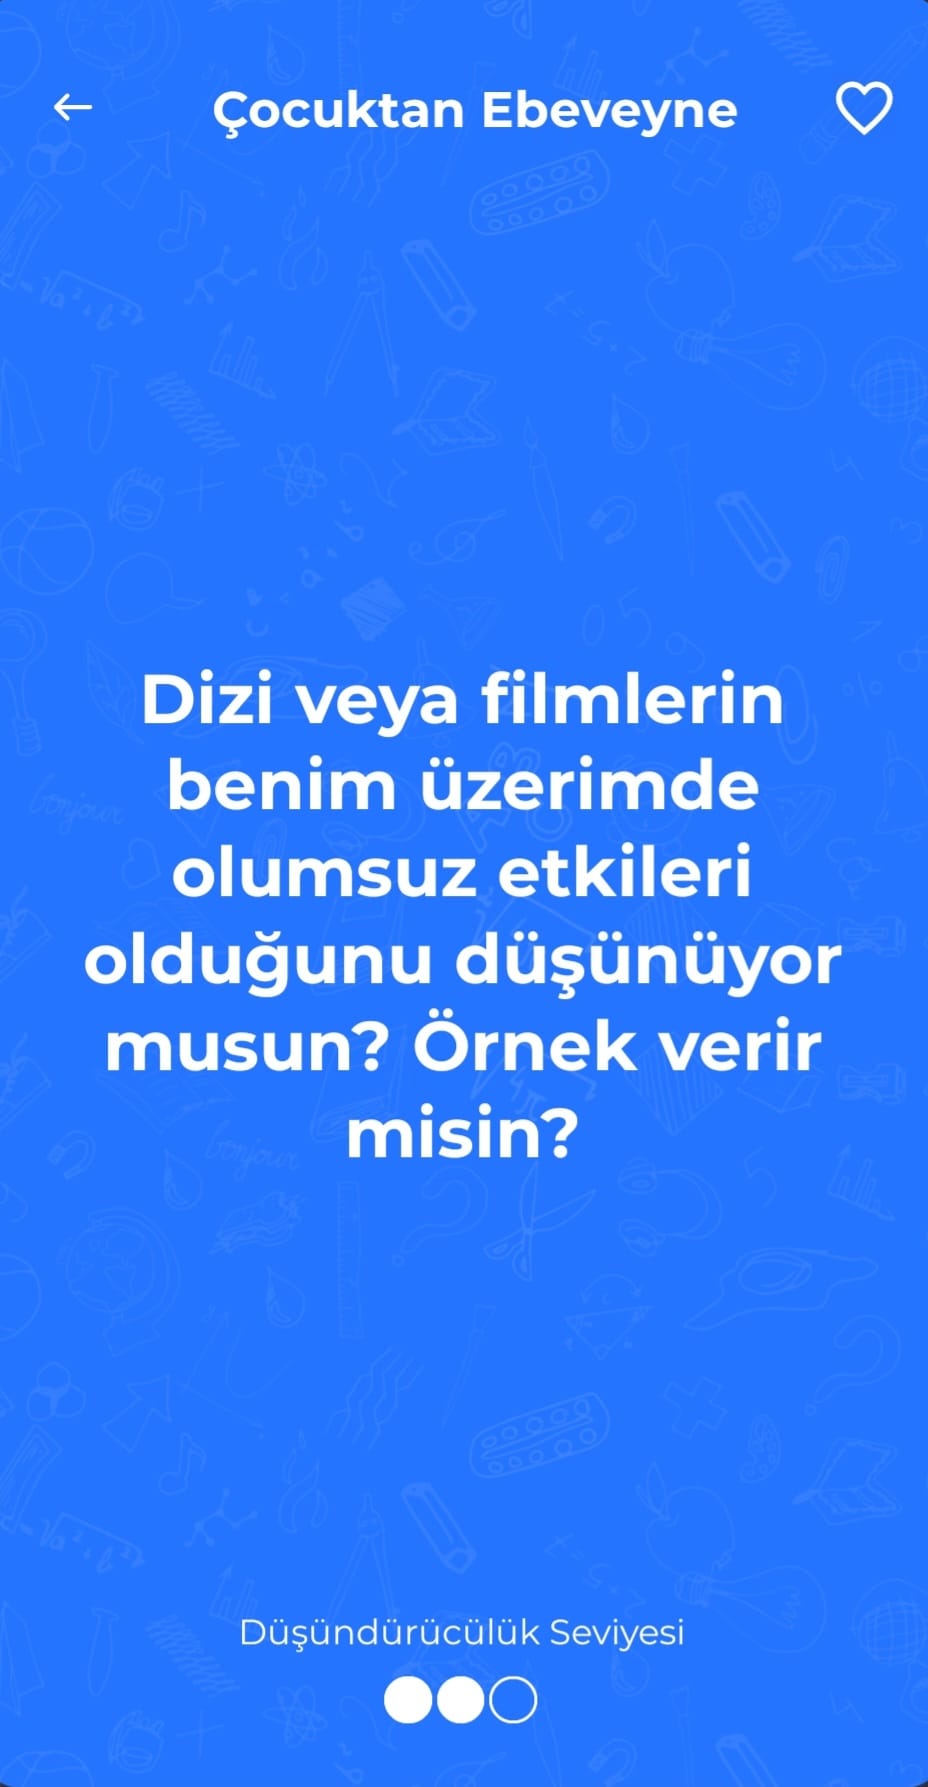 Çocuktan Ebeveyne
Dizi veya filmlerin
benim üzerimde
olumsuz etkileri
olduğunu düşünüyor
musun? Örnek verir
misin?
Düşündürücülük Seviyesi